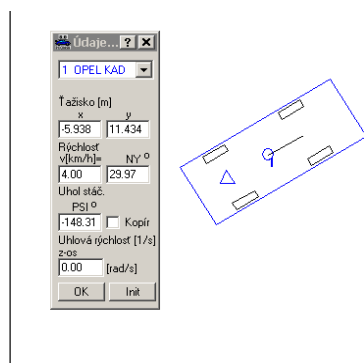 Údaje...
1 OPEL KAD
Ťažisko [m]
x y
-5.938 11.434
Rýchlosť
v[km/h]= NY º
4.00 29.97
Uhol stáč.
PSI º
-148.31 Kopír
Uhlová rýchlosť [1/s]
z-os
0.00 [rad/s]
OK Init